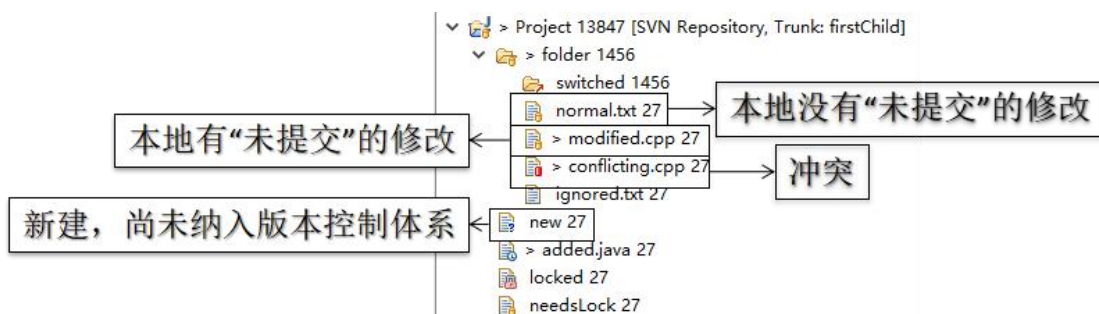 > Project 13847 [SVN Repository, Trunk: firstChild]
> folder 1456
switched 1456
normal.txt 27
本地没有“未提交”的修改
本地有“未提交”的修改
> modified.cpp 27
> conflicting.cpp 27
冲突
ignored.txt 27
新建，尚未纳入版本控制体系
new 27
> added.java 27
locked 27
needsLock 27